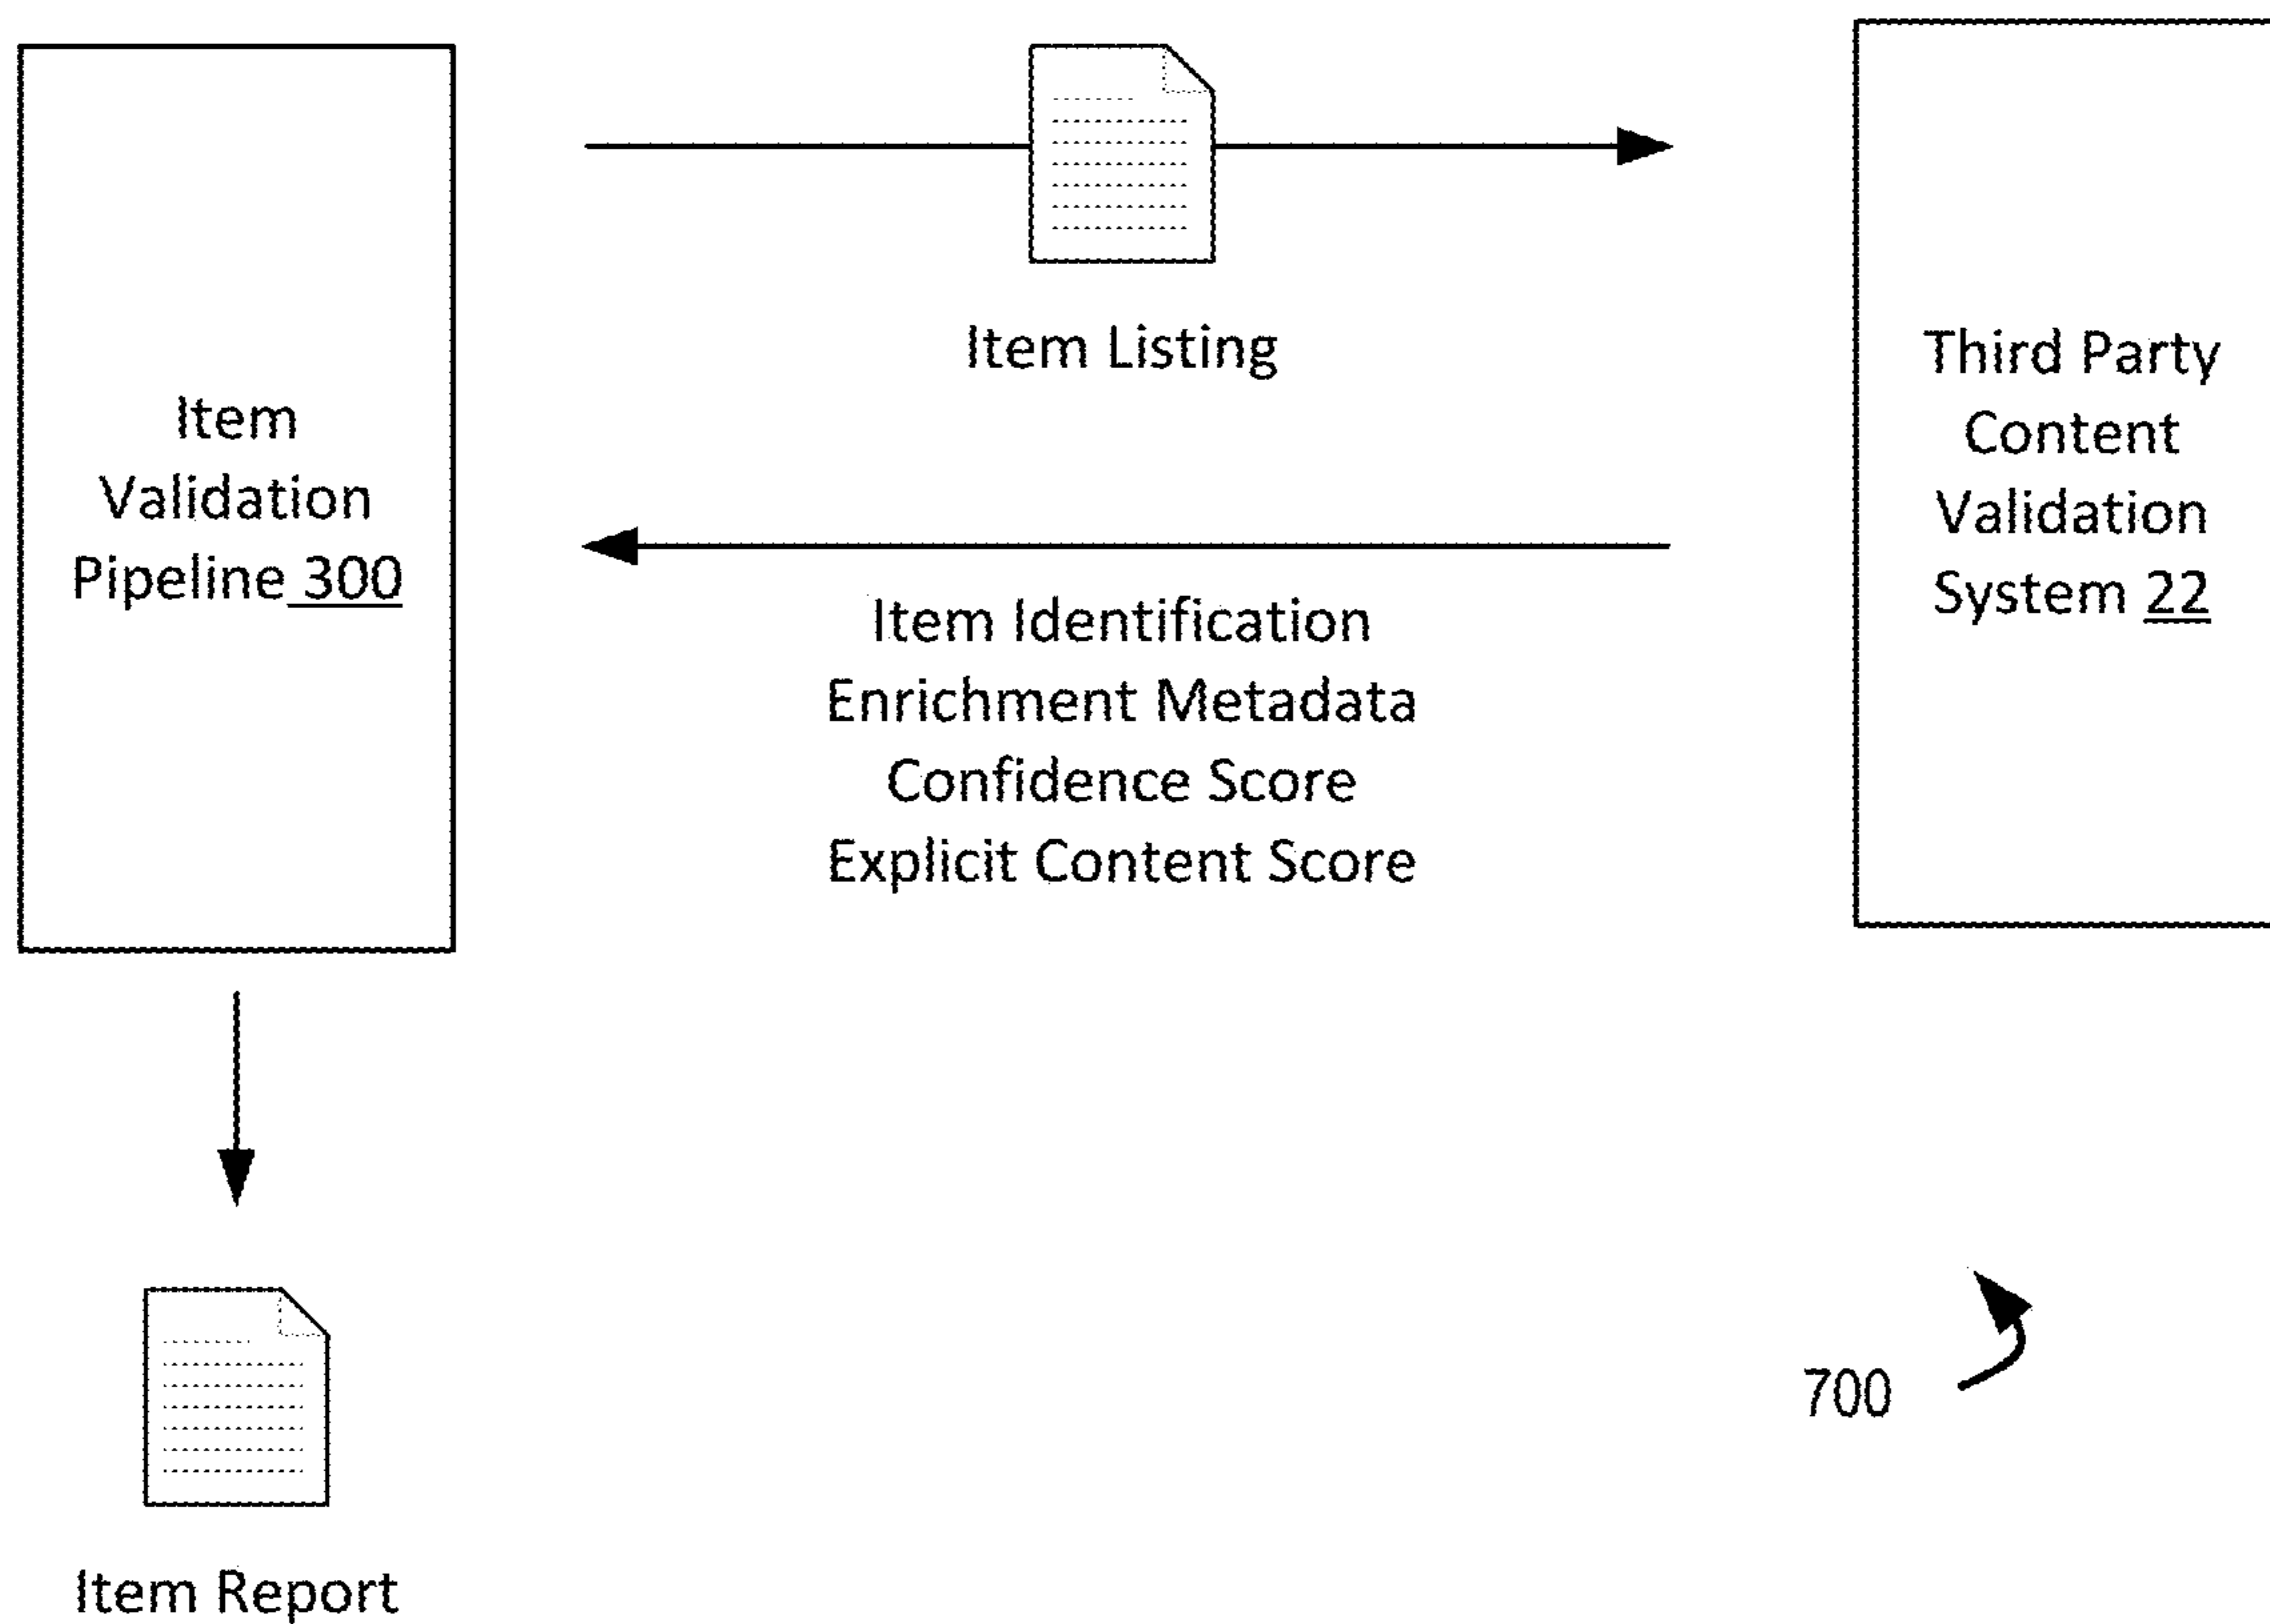 Item
Validation
Pipeline 300
Item Listing
Item Identification
Enrichment Metadata
Confidence Score
Explicit Content Score
Third Party
Content
Validation
System 22
700
Item Report